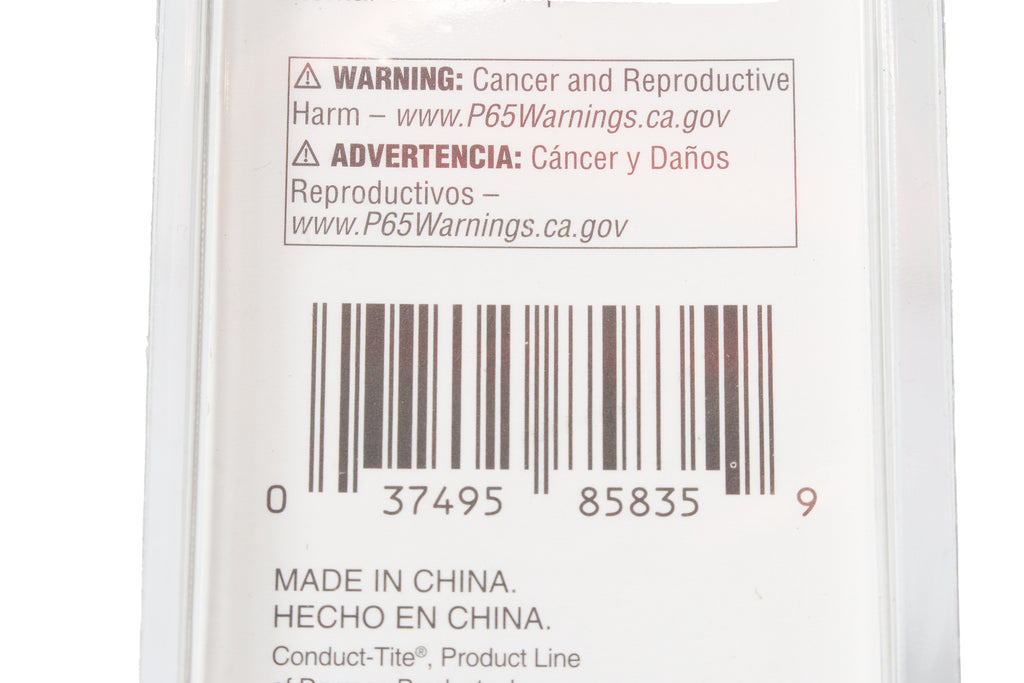 ⚠ WARNING: Cancer and Reproductive
Harm – www.P65Warnings.ca.gov
⚠ ADVERTENCIA: Cáncer y Daños
Reproductivos –
www.P65Warnings.ca.gov
0 37495 85835 9
MADE IN CHINA.
HECHO EN CHINA.
Conduct-Tite®, Product Line